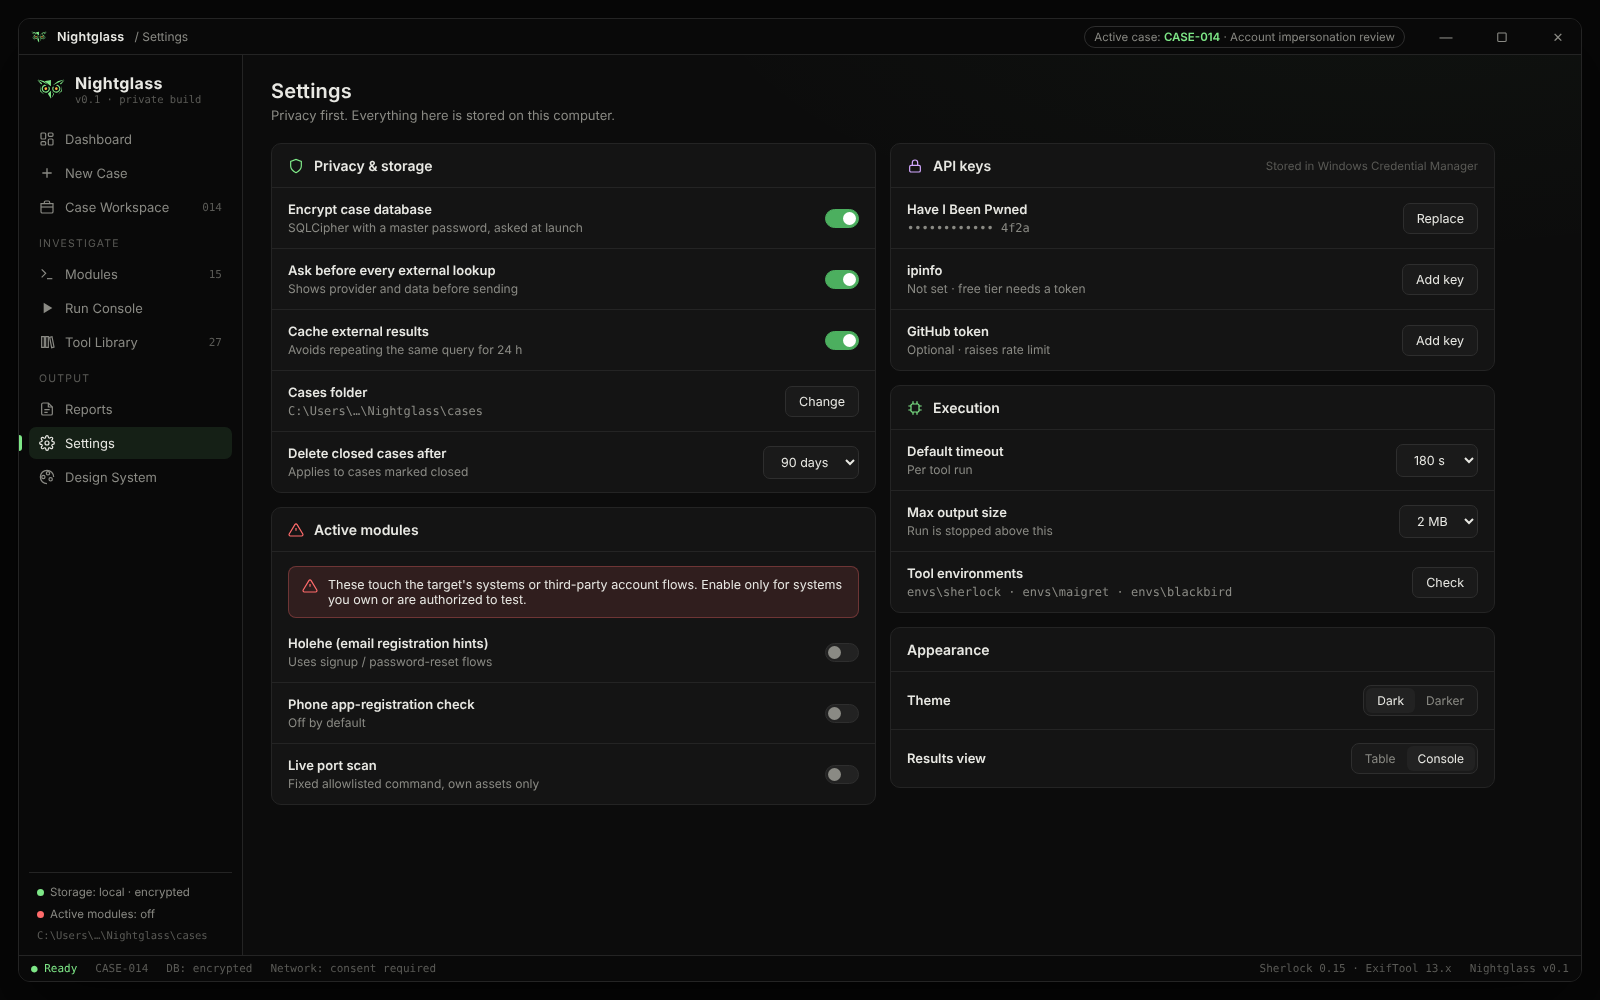 Nightglass / Settings
Active case: CASE-014 · Account impersonation review
Nightglass
v0.1 · private build
Dashboard
New Case
Case Workspace 014
INVESTIGATE
Modules 15
Run Console
Tool Library 27
OUTPUT
Reports
Settings
Design System
Storage: local · encrypted
Active modules: off
C:\Users\…\Nightglass\cases
Settings
Privacy first. Everything here is stored on this computer.
Privacy & storage
Encrypt case database
SQLCipher with a master password, asked at launch
Ask before every external lookup
Shows provider and data before sending
Cache external results
Avoids repeating the same query for 24 h
Cases folder
C:\Users\…\Nightglass\cases
Change
Delete closed cases after
Applies to cases marked closed
90 days
Active modules
These touch the target's systems or third-party account flows. Enable only for systems
you own or are authorized to test.
Holehe (email registration hints)
Uses signup / password-reset flows
Phone app-registration check
Off by default
Live port scan
Fixed allowlisted command, own assets only
API keys
Stored in Windows Credential Manager
Have I Been Pwned
•••••••••••• 4f2a
Replace
ipinfo
Not set · free tier needs a token
Add key
GitHub token
Optional · raises rate limit
Add key
Execution
Default timeout
Per tool run
180 s
Max output size
Run is stopped above this
2 MB
Tool environments
envs\sherlock · envs\maigret · envs\blackbird
Check
Appearance
Theme
Dark Darker
Results view
Table Console
Ready CASE-014 DB: encrypted Network: consent required
Sherlock 0.15 · ExifTool 13.x Nightglass v0.1